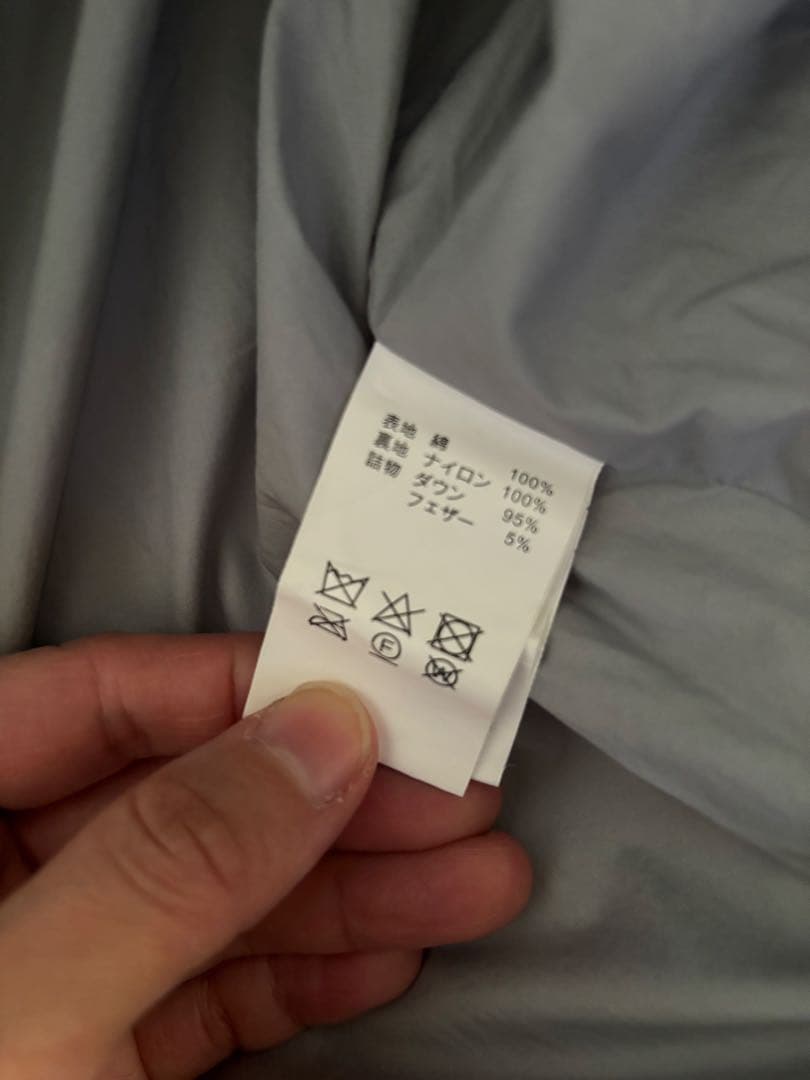 表地 綿 100%
裏地 ナイロン 100%
詰物 ダウン 95%
フェザー 5%
F
W